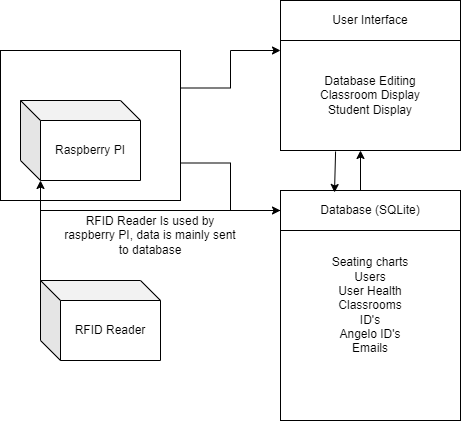 User Interface
Database Editing
Classroom Display
Student Display
Raspberry PI
RFID Reader Is used by
raspberry PI, data is mainly sent
to database
Database (SQLite)
Seating charts
Users
User Health
Classrooms
ID's
Angelo ID's
Emails
RFID Reader